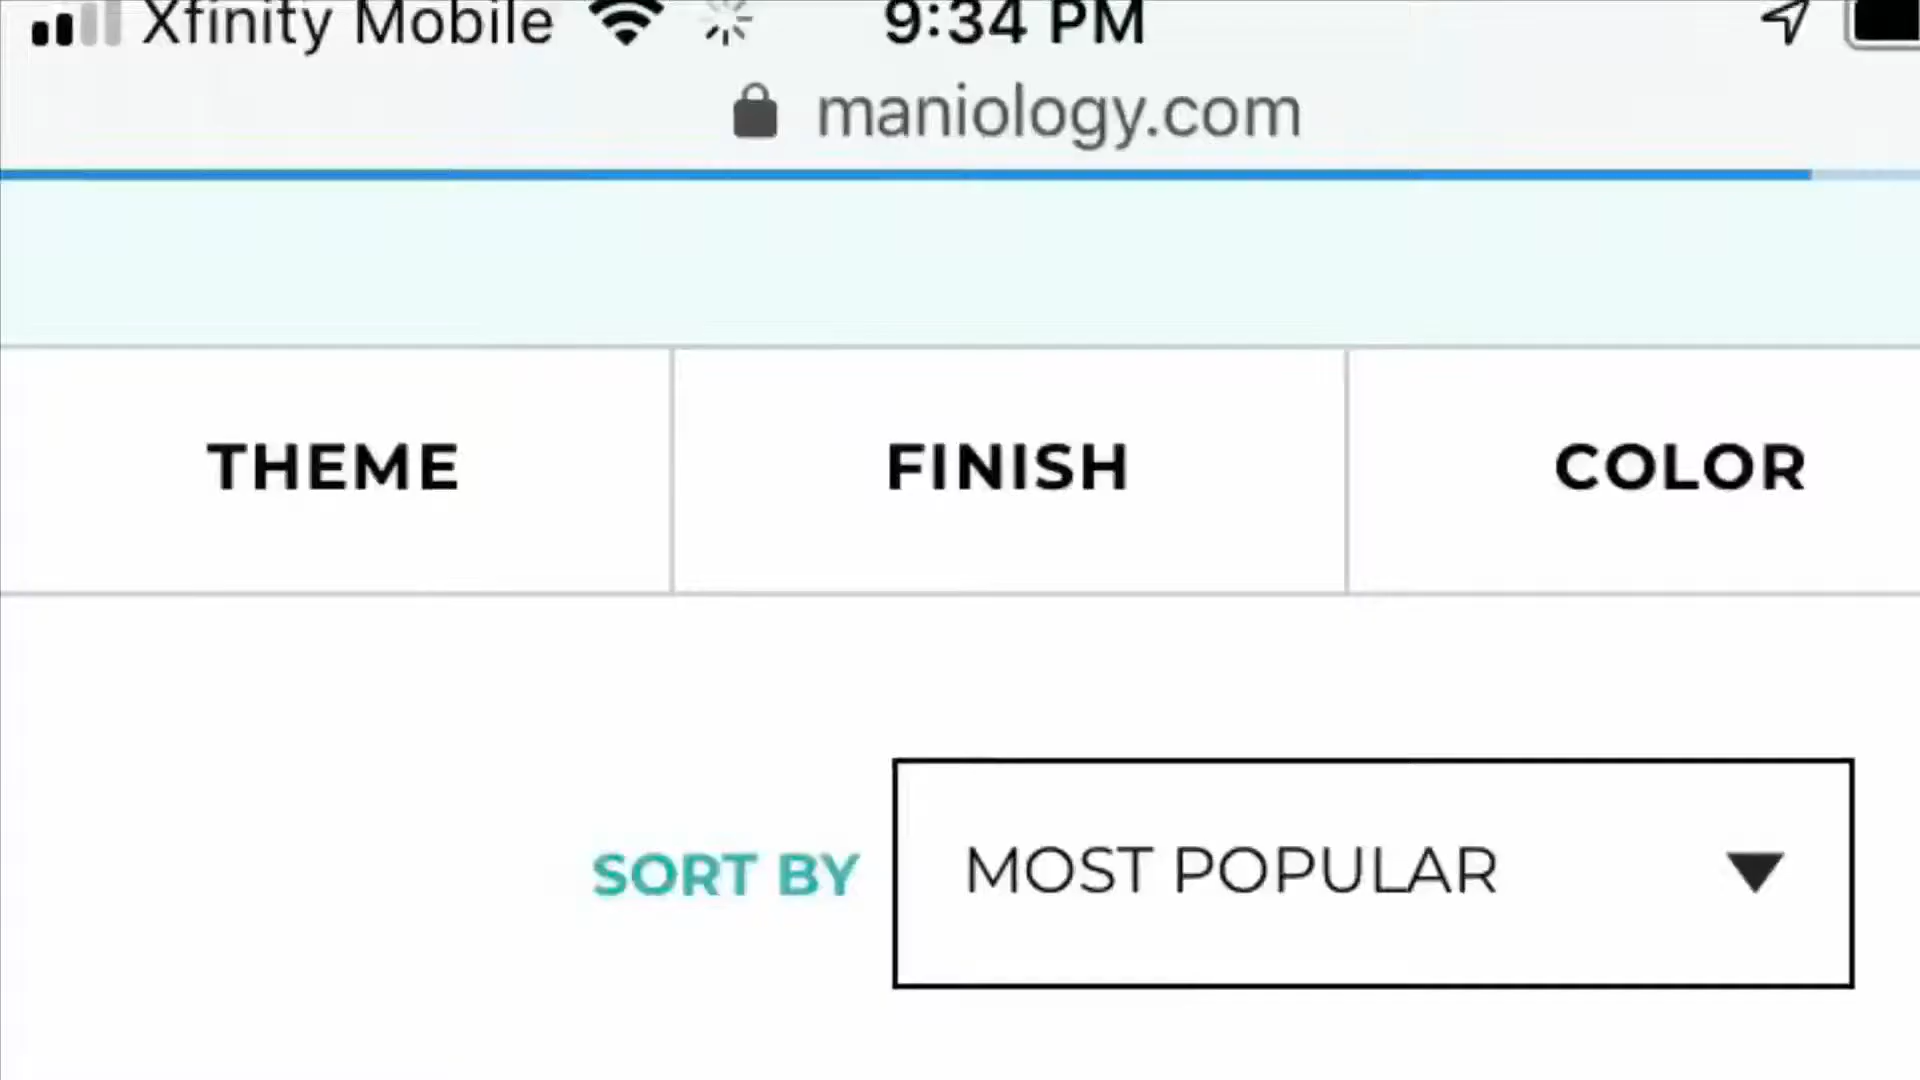 Xfinity Mobile 9:34 PM
maniology.com
THEME FINISH COLOR
SORT BY MOST POPULAR